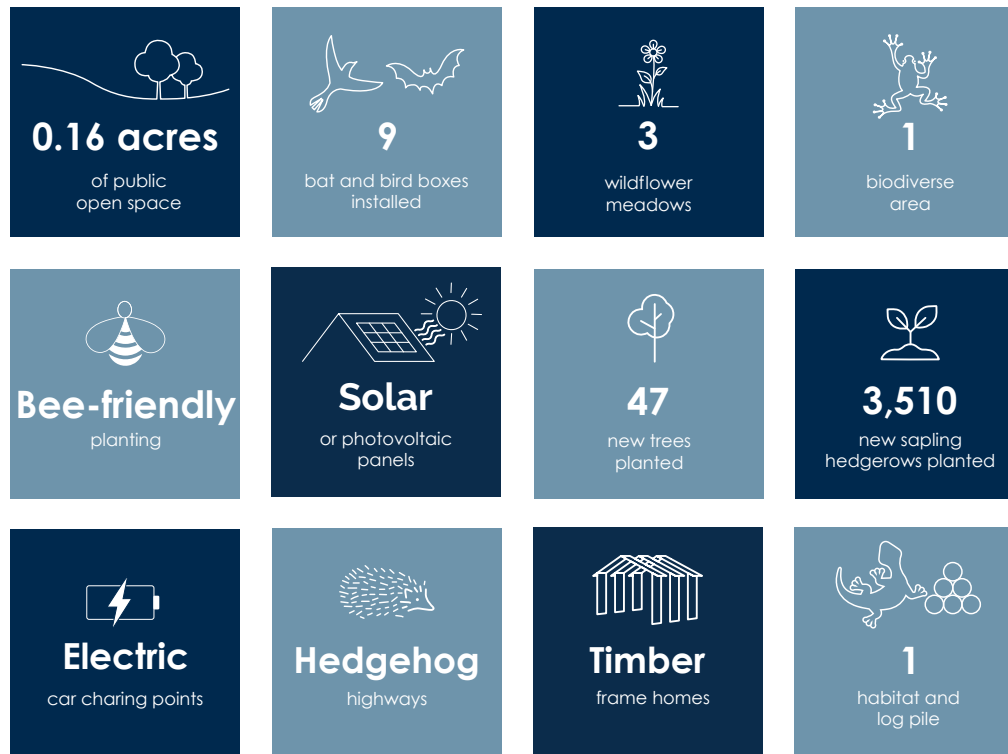 0.16 acres
of public
open space
9
bat and bird boxes
installed
3
wildflower
meadows
1
biodiverse
area
Bee-friendly
planting
Solar
or photovoltaic
panels
47
new trees
planted
3,510
new sapling
hedgerows planted
Electric
car charing points
Hedgehog
highways
Timber
frame homes
1
habitat and
log pile